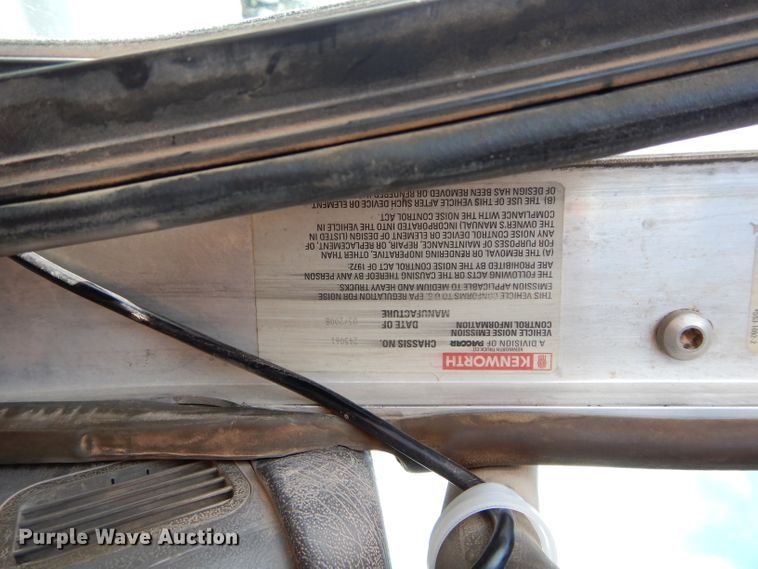 KENWORTH
KENWORTH TRUCK CO.
A DIVISION OF PACCAR
CHASSIS NO.
VEHICLE NOISE EMISSION
CONTROL INFORMATION
DATE OF
MANUFACTURE
03/2008
THIS VEHICLE CONFORMS TO U.S. EPA REGULATION FOR NOISE
EMISSION APPLICABLE TO MEDIUM AND HEAVY TRUCKS.
THE FOLLOWING ACTS OR THE CAUSING THEREOF BY ANY PERSON
ARE PROHIBITED BY THE NOISE CONTROL ACT OF 1972:
(A) THE REMOVAL OR RENDERING INOPERATIVE, OTHER THAN
FOR PURPOSES OF MAINTENANCE, REPAIR, OR REPLACEMENT, OF
ANY NOISE CONTROL DEVICE OR ELEMENT OF DESIGN (LISTED IN
THE OWNER'S MANUAL) INCORPORATED INTO THE VEHICLE IN
COMPLIANCE WITH THE NOISE CONTROL ACT.
(B) THE USE OF THIS VEHICLE AFTER SUCH DEVICE OR ELEMENT
OF DESIGN HAS BEEN REMOVED OR RENDERED
Purple Wave Auction